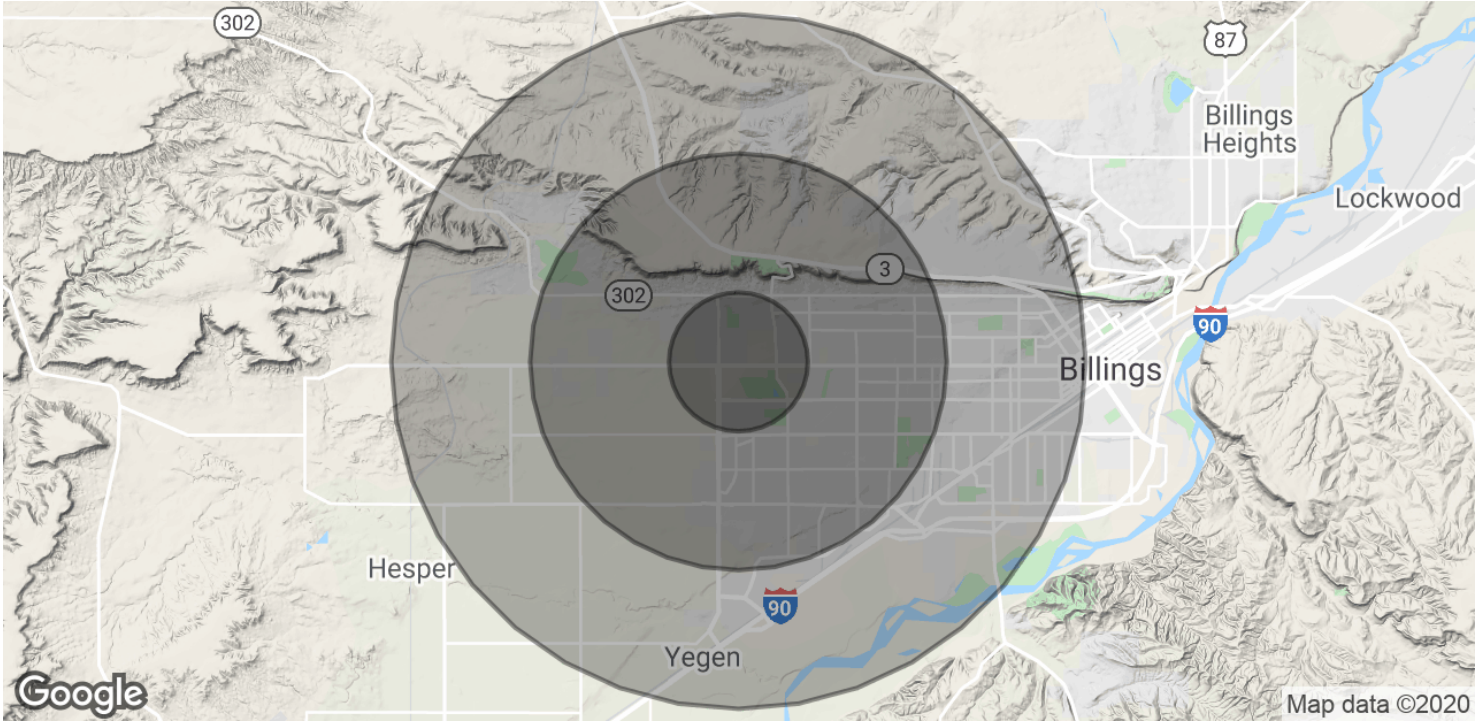 302
87
Billings
Heights
Lockwood
3
302
90
Billings
Hesper
90
Yegen
Google
Map data ©2020